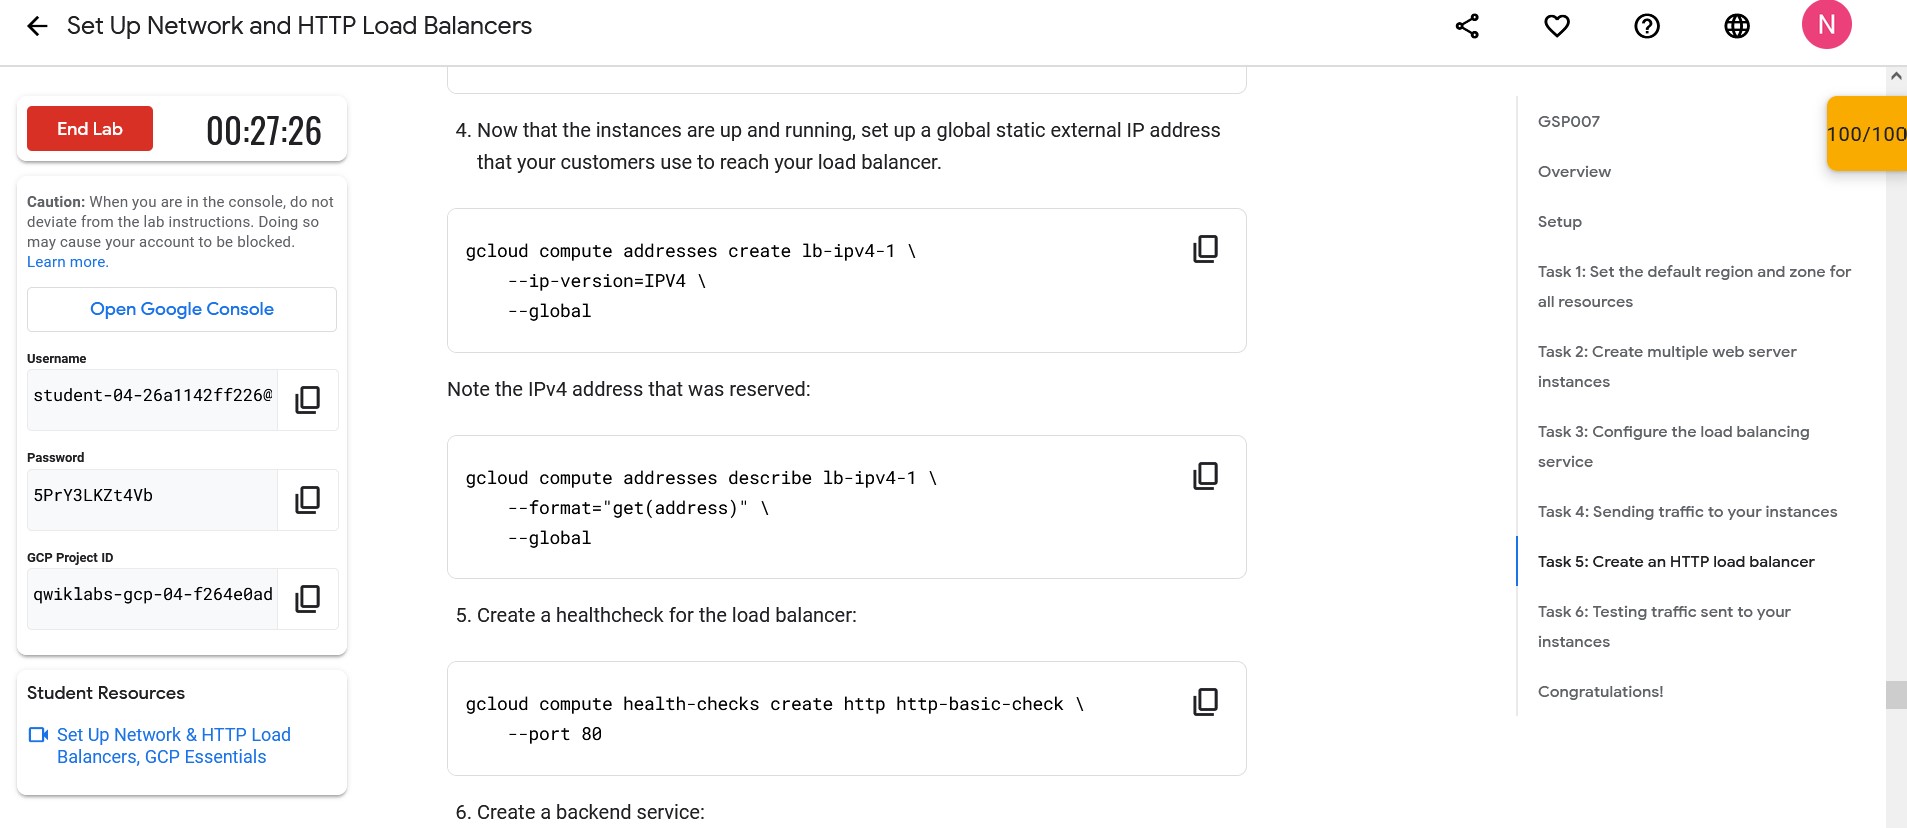 Set Up Network and HTTP Load Balancers
N
End Lab
00:27:26
Caution: When you are in the console, do not
deviate from the lab instructions. Doing so
may cause your account to be blocked.
Learn more.
Open Google Console
Username
student-04-26a1142ff226@
Password
5PrY3LKZt4Vb
GCP Project ID
qwiklabs-gcp-04-f264e0ad
Student Resources
Set Up Network & HTTP Load
Balancers, GCP Essentials
4. Now that the instances are up and running, set up a global static external IP address
that your customers use to reach your load balancer.
gcloud compute addresses create lb-ipv4-1 \
--ip-version=IPV4 \
--global
Note the IPv4 address that was reserved:
gcloud compute addresses describe lb-ipv4-1 \
--format="get(address)" \
--global
5. Create a healthcheck for the load balancer:
gcloud compute health-checks create http http-basic-check \
--port 80
6. Create a backend service:
GSP007
Overview
Setup
Task 1: Set the default region and zone for
all resources
Task 2: Create multiple web server
instances
Task 3: Configure the load balancing
service
Task 4: Sending traffic to your instances
Task 5: Create an HTTP load balancer
Task 6: Testing traffic sent to your
instances
Congratulations!
100/100